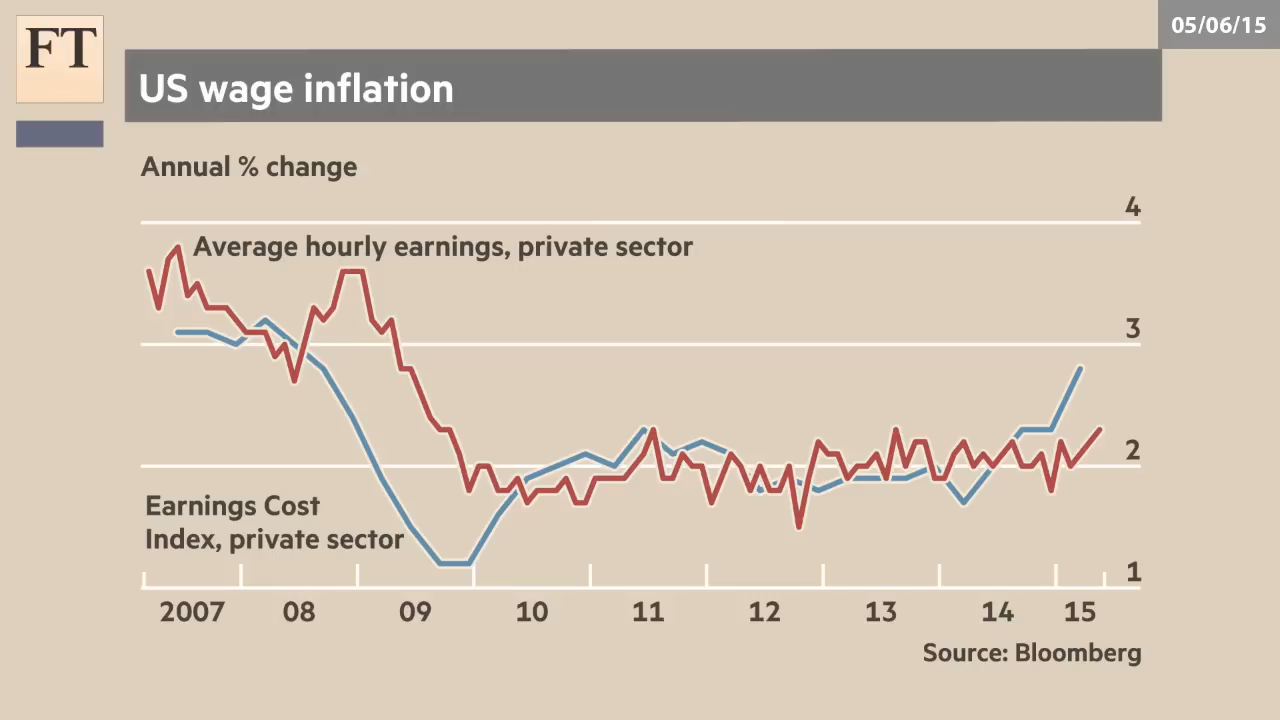 FT
05/06/15
US wage inflation
Annual % change
4
Average hourly earnings, private sector
3
2
Earnings Cost
Index, private sector
1
2007 08 09 10 11 12 13 14 15
Source: Bloomberg